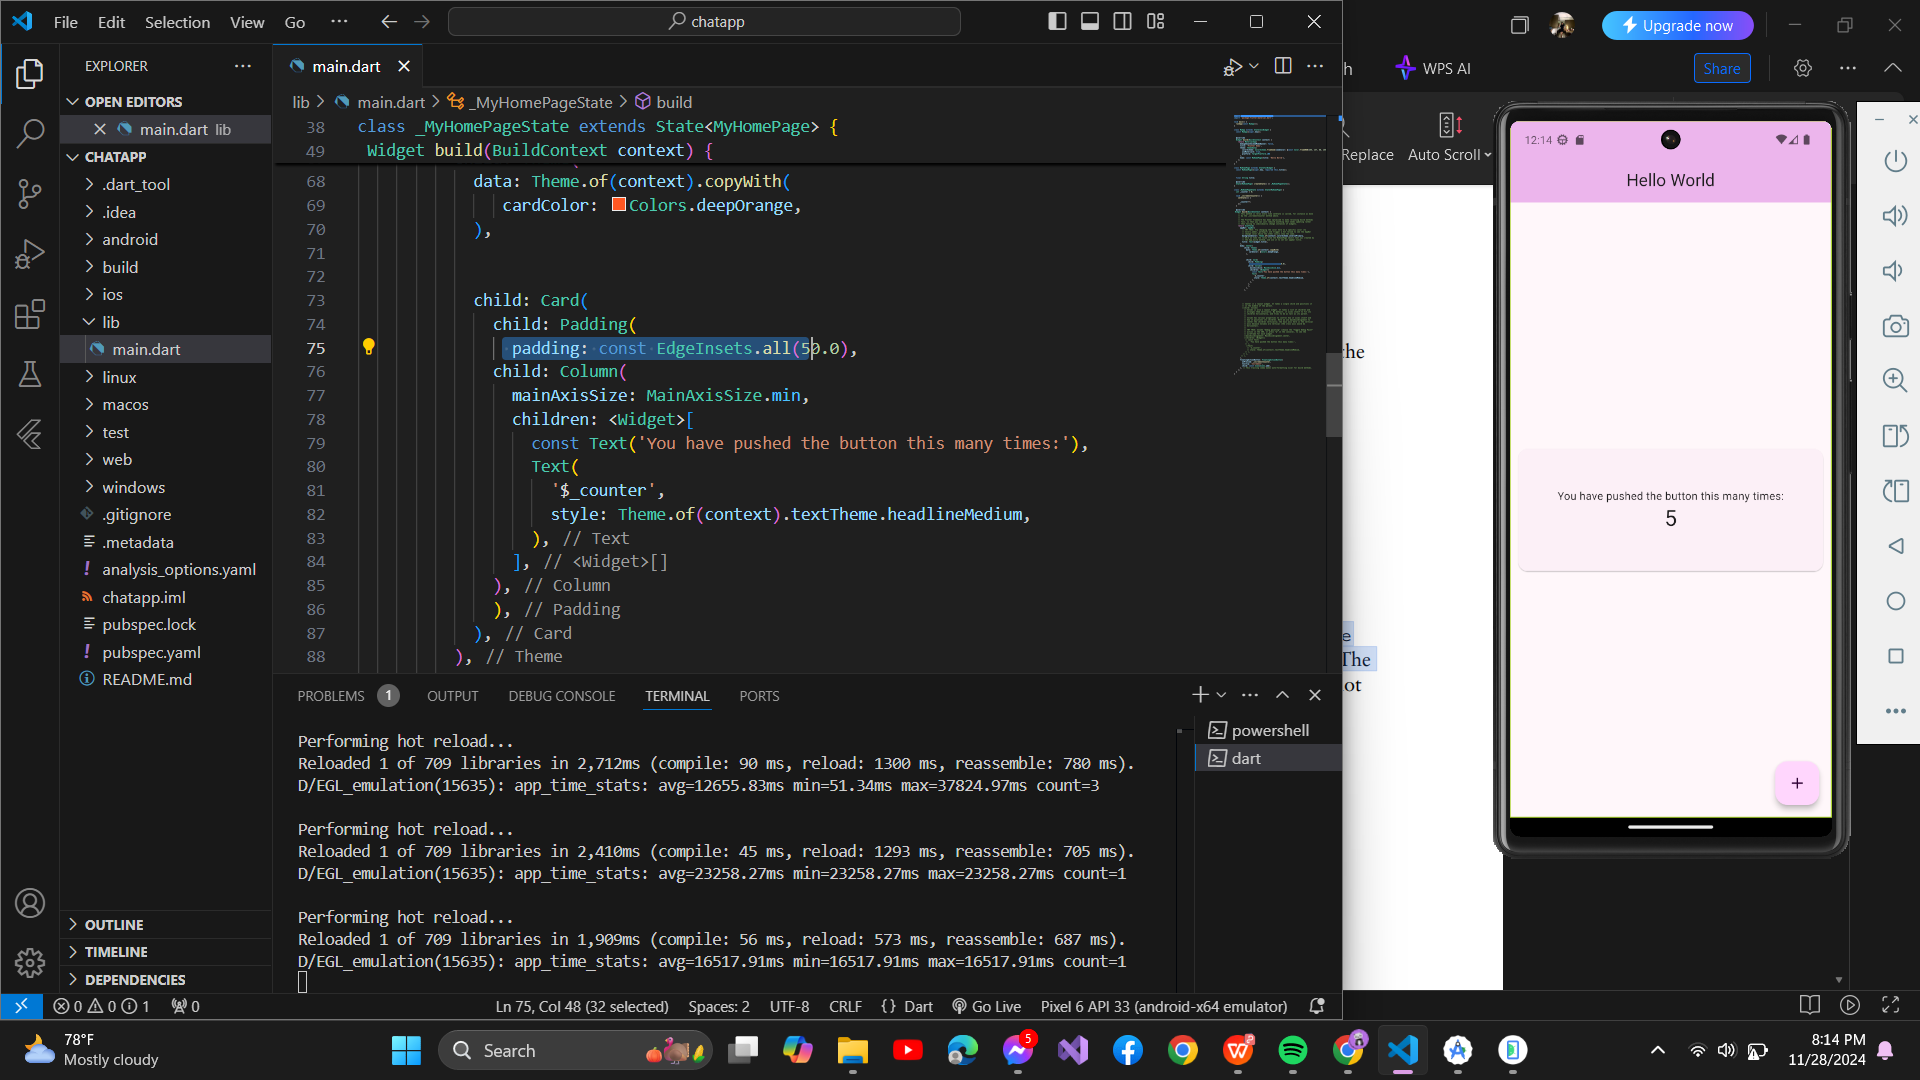 File Edit Selection View Go ··· chatapp
EXPLORER ···
OPEN EDITORS
main.dart lib
CHATAPP
.dart_tool
.idea
android
build
ios
lib
main.dart
linux
macos
test
web
windows
.gitignore
.metadata
analysis_options.yaml
chatapp.iml
pubspec.lock
pubspec.yaml
README.md
OUTLINE
TIMELINE
DEPENDENCIES
main.dart
lib > main.dart > _MyHomePageState > build
38 class _MyHomePageState extends State<MyHomePage> {
49 Widget build(BuildContext context) {
68 data: Theme.of(context).copyWith(
69 cardColor: Colors.deepOrange,
70 ),
71
72
73 child: Card(
74 child: Padding(
75 padding: const EdgeInsets.all(50.0),
76 child: Column(
77 mainAxisSize: MainAxisSize.min,
78 children: <Widget>[
79 const Text('You have pushed the button this many times:'),
80 Text(
81 '$_counter',
82 style: Theme.of(context).textTheme.headlineMedium,
83 ), // Text
84 ], // <Widget>[]
85 ), // Column
86 ), // Padding
87 ), // Card
88 ), // Theme
PROBLEMS 1 OUTPUT DEBUG CONSOLE TERMINAL PORTS
Performing hot reload...
Reloaded 1 of 709 libraries in 2,712ms (compile: 90 ms, reload: 1300 ms, reassemble: 780 ms).
D/EGL_emulation(15635): app_time_stats: avg=12655.83ms min=51.34ms max=37824.97ms count=3
Performing hot reload...
Reloaded 1 of 709 libraries in 2,410ms (compile: 45 ms, reload: 1293 ms, reassemble: 705 ms).
D/EGL_emulation(15635): app_time_stats: avg=23258.27ms min=23258.27ms max=23258.27ms count=1
Performing hot reload...
Reloaded 1 of 709 libraries in 1,909ms (compile: 56 ms, reload: 573 ms, reassemble: 687 ms).
D/EGL_emulation(15635): app_time_stats: avg=16517.91ms min=16517.91ms max=16517.91ms count=1
powershell
dart
0 0 1 0 Ln 75, Col 48 (32 selected) Spaces: 2 UTF-8 CRLF {} Dart Go Live Pixel 6 API 33 (android-x64 emulator)
Upgrade now
WPS AI
Share
Replace Auto Scroll
The
12:14
Hello World
You have pushed the button this many times:
5
+
78°F
Mostly cloudy
Search
5
8:14 PM
11/28/2024